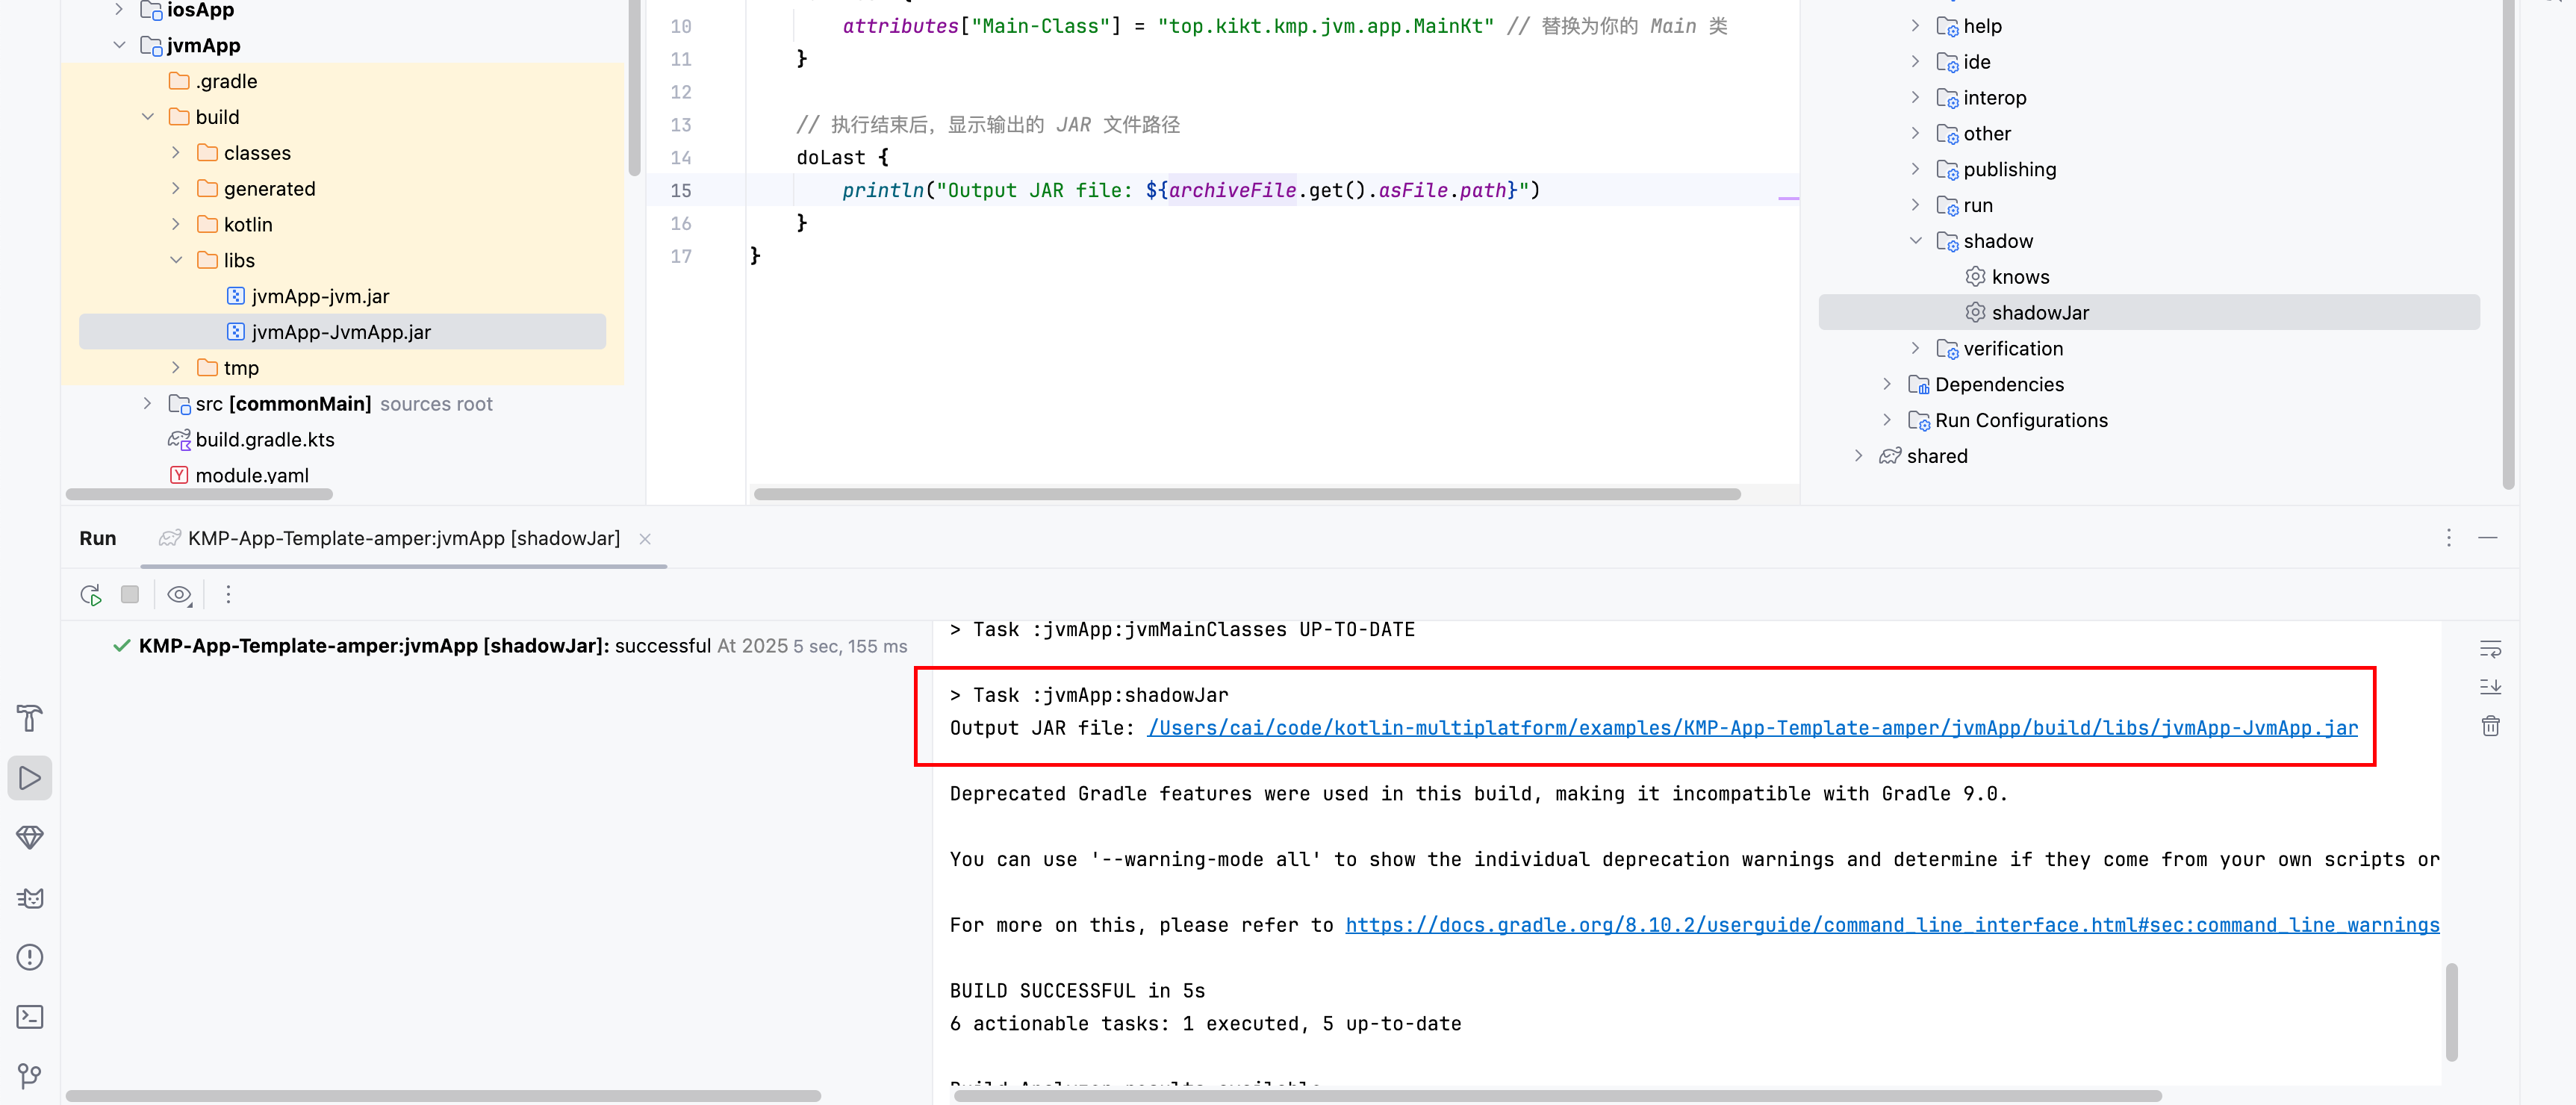 iosApp
jvmApp
.gradle
build
classes
generated
kotlin
libs
jvmApp-jvm.jar
jvmApp-JvmApp.jar
tmp
src [commonMain] sources root
build.gradle.kts
module.yaml
10 attributes["Main-Class"] = "top.kikt.kmp.jvm.app.MainKt" // 替换为你的 Main 类
11 }
12
13 // 执行结束后，显示输出的 JAR 文件路径
14 doLast {
15 println("Output JAR file: ${archiveFile.get().asFile.path}")
16 }
17 }
help
ide
interop
other
publishing
run
shadow
knows
shadowJar
verification
Dependencies
Run Configurations
shared
Run KMP-App-Template-amper:jvmApp [shadowJar]
KMP-App-Template-amper:jvmApp [shadowJar]: successful At 2025 5 sec, 155 ms
> Task :jvmApp:jvmMainClasses UP-TO-DATE
> Task :jvmApp:shadowJar
Output JAR file: /Users/cai/code/kotlin-multiplatform/examples/KMP-App-Template-amper/jvmApp/build/libs/jvmApp-JvmApp.jar
Deprecated Gradle features were used in this build, making it incompatible with Gradle 9.0.
You can use '--warning-mode all' to show the individual deprecation warnings and determine if they come from your own scripts or
For more on this, please refer to https://docs.gradle.org/8.10.2/userguide/command_line_interface.html#sec:command_line_warnings
BUILD SUCCESSFUL in 5s
6 actionable tasks: 1 executed, 5 up-to-date
Build Analyzer results available